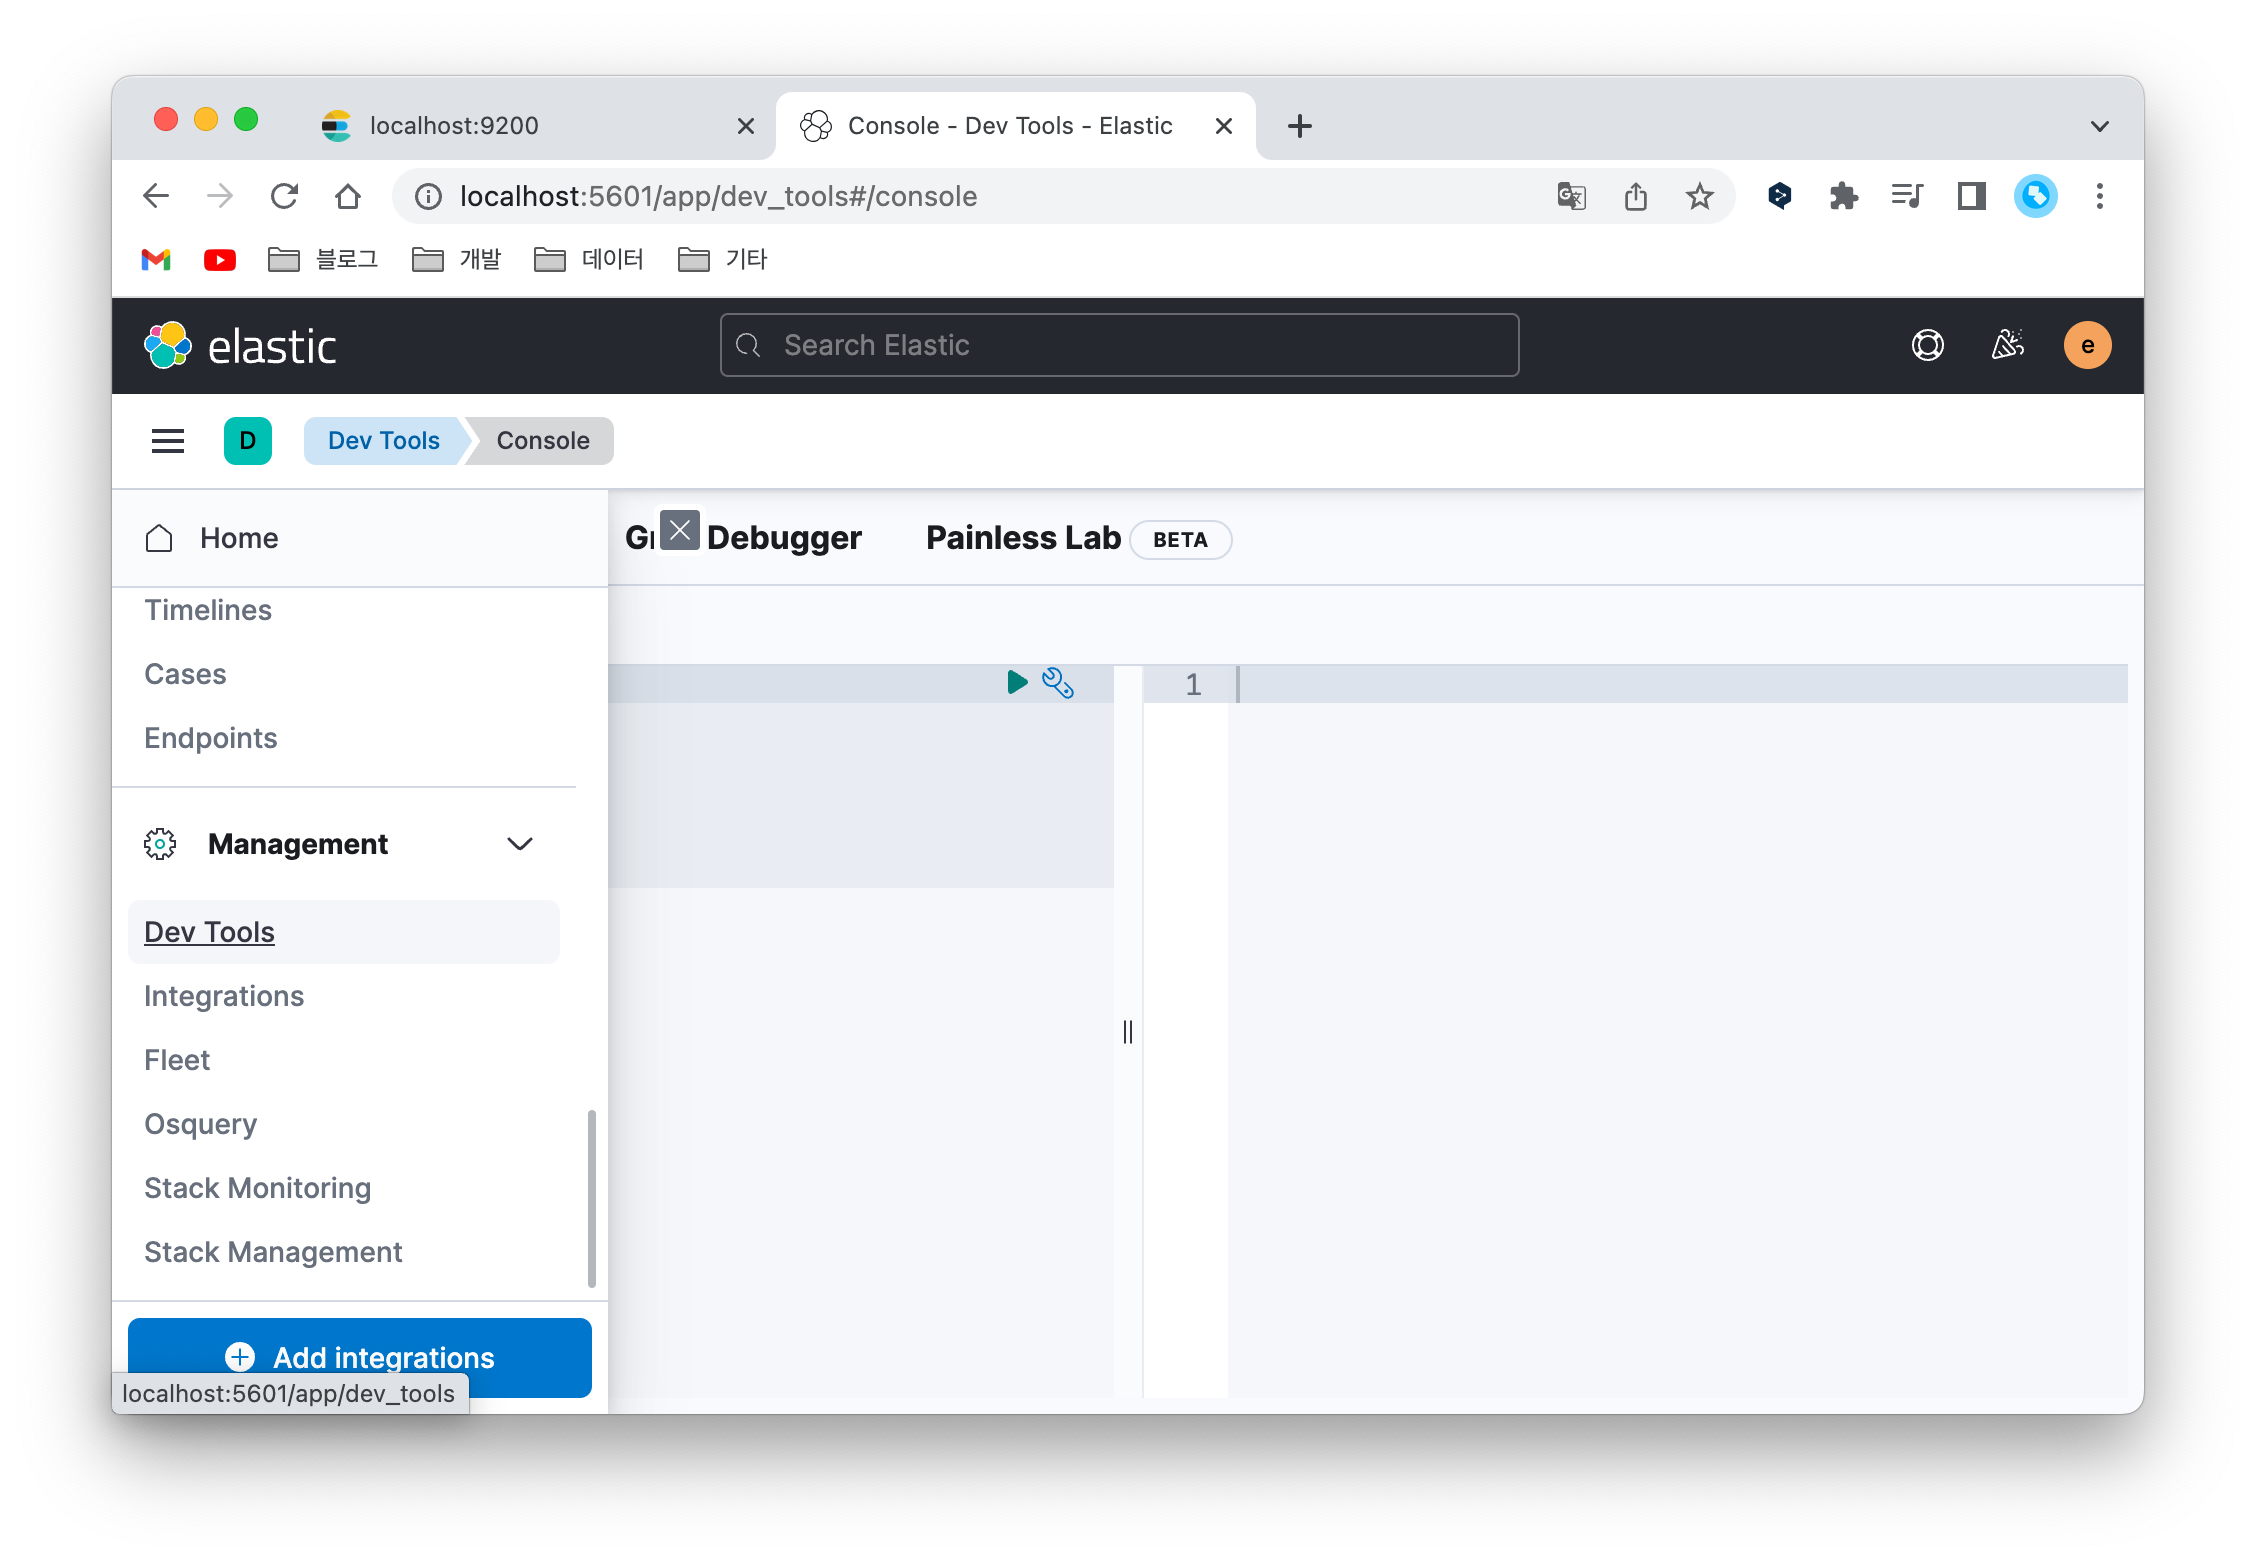 localhost:9200
Console - Dev Tools - Elastic
localhost:5601/app/dev_tools#/console
블로그 개발 데이터 기타
elastic
Search Elastic
e
D Dev Tools Console
Home
Debugger Painless Lab BETA
Timelines
Cases
1
Endpoints
Management
Dev Tools
Integrations
Fleet
Osquery
Stack Monitoring
Stack Management
Add integrations
localhost:5601/app/dev_tools